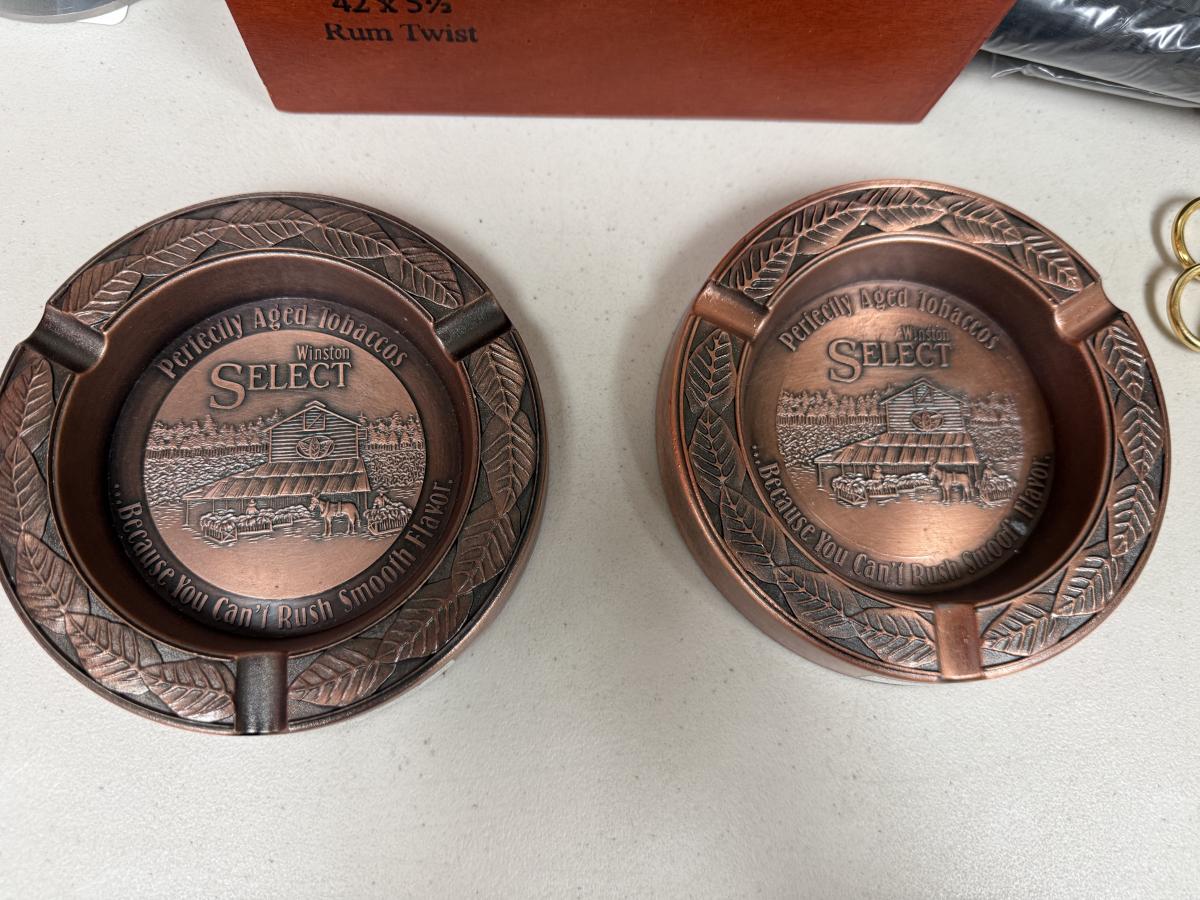 42 x 5½
Rum Twist
Perfectly Aged Tobaccos
Winston
SELECT
...Because You Can't Rush Smooth Flavor.
Perfectly Aged Tobaccos
Winston
SELECT
...Because You Can't Rush Smooth Flavor.